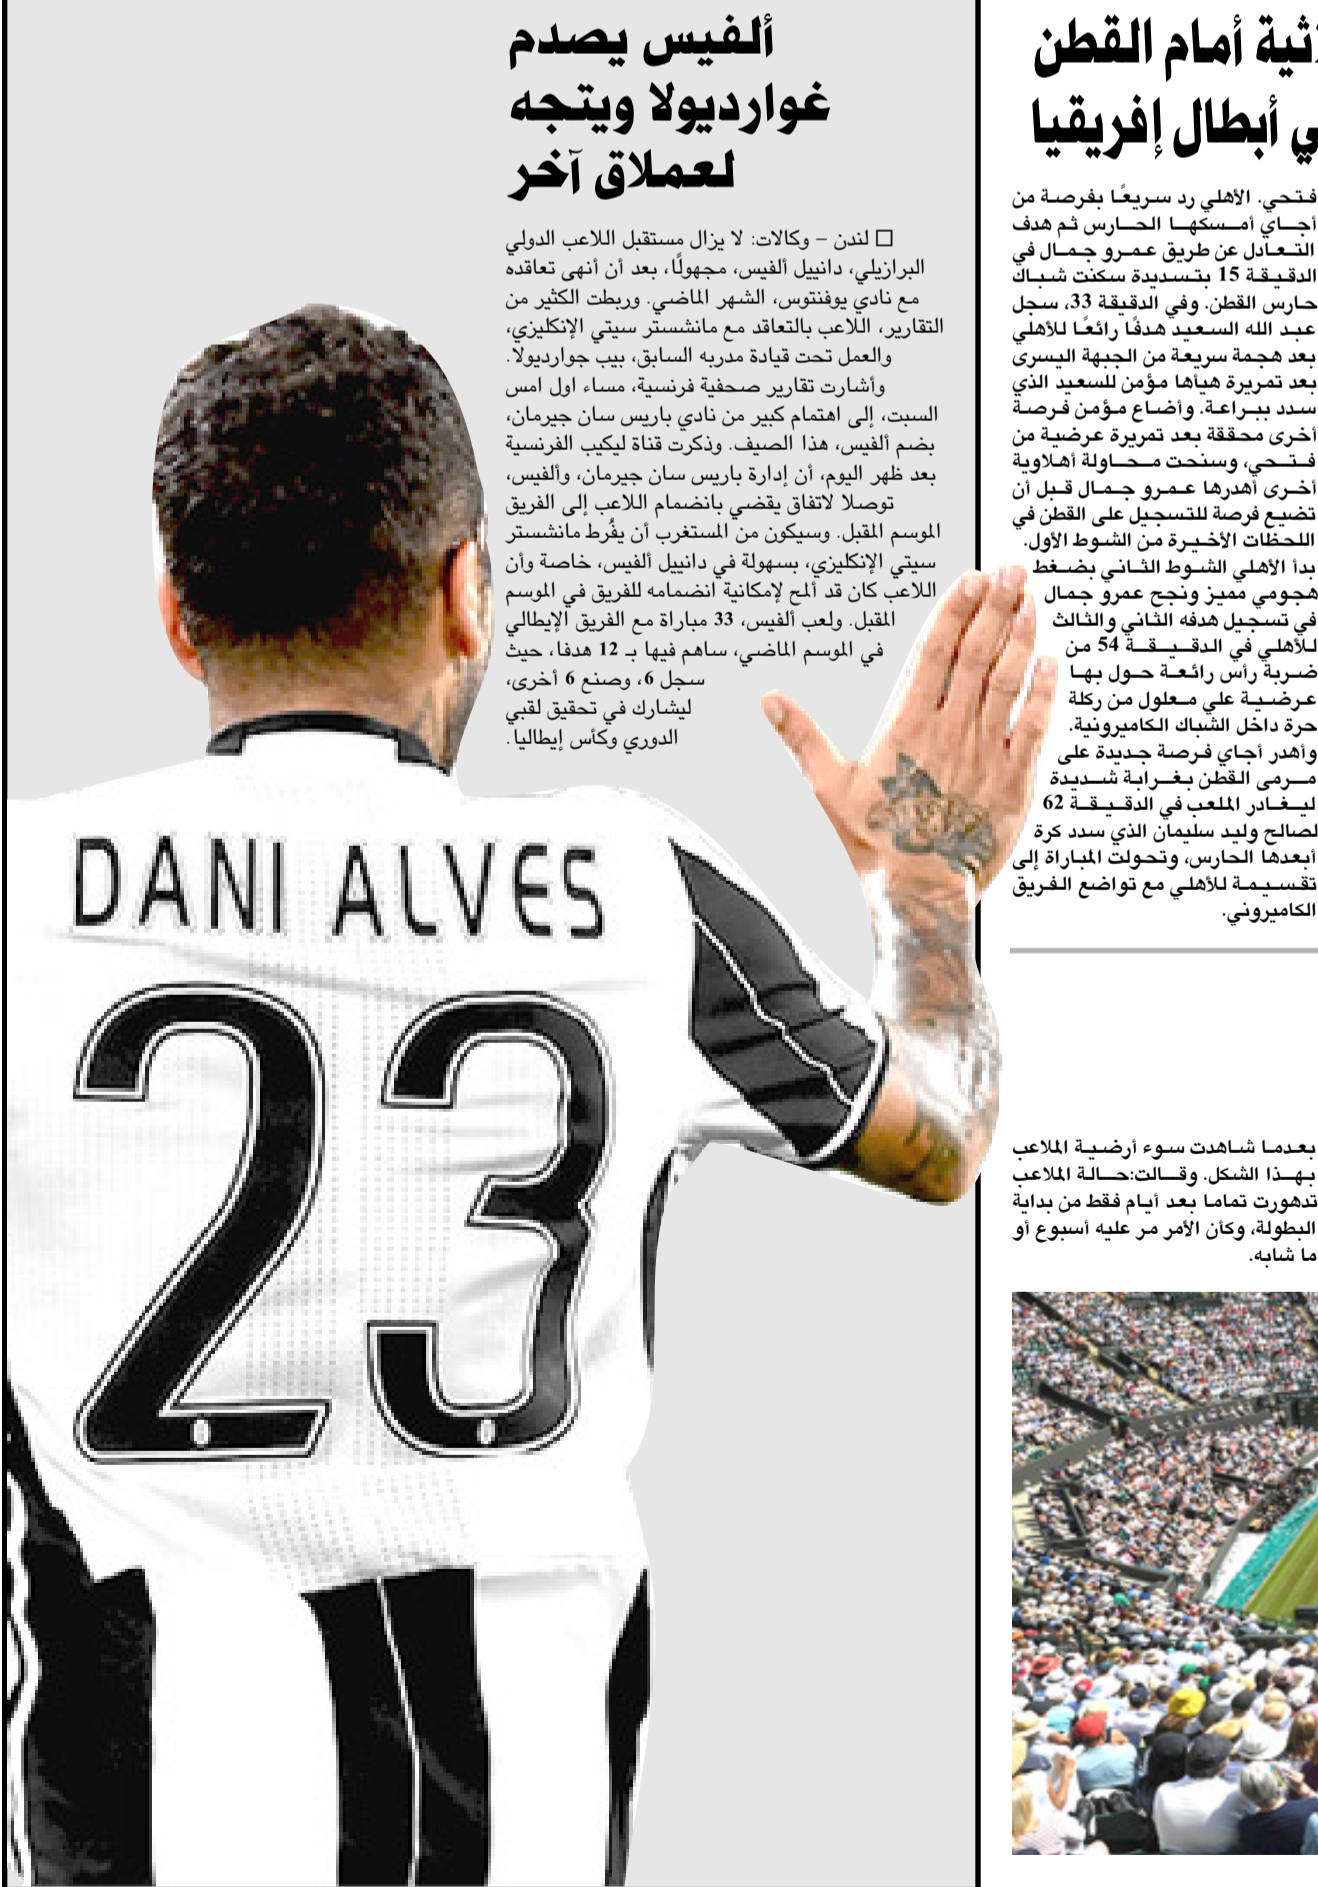 ألفيس يصدم
غوارديولا ويتجه
لعملاق آخر
□ لندن – وكالات: لا يزال مستقبل اللاعب الدولي
البرازيلي، دانييل ألفيس، مجهولًا، بعد أن أنهى تعاقده
مع نادي يوفنتوس، الشهر الماضي. وربطت الكثير من
التقارير، اللاعب بالتعاقد مع مانشستر سيتي الإنكليزي،
والعمل تحت قيادة مدربه السابق، بيب جوارديولا.
وأشارت تقارير صحفية فرنسية، مساء اول امس
السبت، إلى اهتمام كبير من نادي باريس سان جيرمان،
بضم ألفيس، هذا الصيف. وذكرت قناة ليكيب الفرنسية
بعد ظهر اليوم، أن إدارة باريس سان جيرمان، وألفيس،
توصلا لاتفاق يقضي بانضمام اللاعب إلى الفريق
الموسم المقبل. وسيكون من المستغرب أن يفُرط مانشستر
سيتي الإنكليزي، بسهولة في دانييل ألفيس، خاصة وأن
اللاعب كان قد ألمح لإمكانية انضمامه للفريق في الموسم
المقبل. ولعب ألفيس، 33 مباراة مع الفريق الإيطالي
في الموسم الماضي، ساهم فيها بـ 12 هدفا، حيث
سجل 6، وصنع 6 أخرى،
ليشارك في تحقيق لقبي
الدوري وكأس إيطاليا.
DANI ALVES
23
أمام القطن
أبطال إفريقيا
فتحي. الأهلي رد سريعًا بفرصة من
أجاي أمسكها الحارس ثم هدف
التعادل عن طريق عمرو جمال في
الدقيقة 15 بتسديدة سكنت شباك
حارس القطن. وفي الدقيقة 33، سجل
عبد الله السعيد هدفًا رائعًا للأهلي
بعد هجمة سريعة من الجبهة اليسرى
بعد تمريرة هيأها مؤمن للسعيد الذي
سدد ببراعة. وأضاع مؤمن فرصة
أخرى محققة بعد تمريرة عرضية من
فتحي، وسنحت محاولة أهلاوية
أخرى أهدرها عمرو جمال قبل أن
تضيع فرصة للتسجيل على القطن في
اللحظات الأخيرة من الشوط الأول.
بدأ الأهلي الشوط الثاني بضغط
هجومي مميز ونجح عمرو جمال
في تسجيل هدفه الثاني والثالث
للأهلي في الدقيقة 54 من
ضربة رأس رائعة حول بها
عرضية علي معلول من ركلة
حرة داخل الشباك الكاميرونية.
وأهدر أجاي فرصة جديدة على
مرمى القطن بغرابة شديدة
ليغادر الملعب في الدقيقة 62
لصالح وليد سليمان الذي سدد كرة
أبعدها الحارس، وتحولت المباراة إلى
تقسيمة للأهلي مع تواضع الفريق
الكاميروني.
بعدما شاهدت سوء أرضية الملاعب
بهذا الشكل. وقالت:حالة الملاعب
تدهورت تماما بعد أيام فقط من بداية
البطولة، وكأن الأمر مر عليه أسبوع أو
ما شابه.